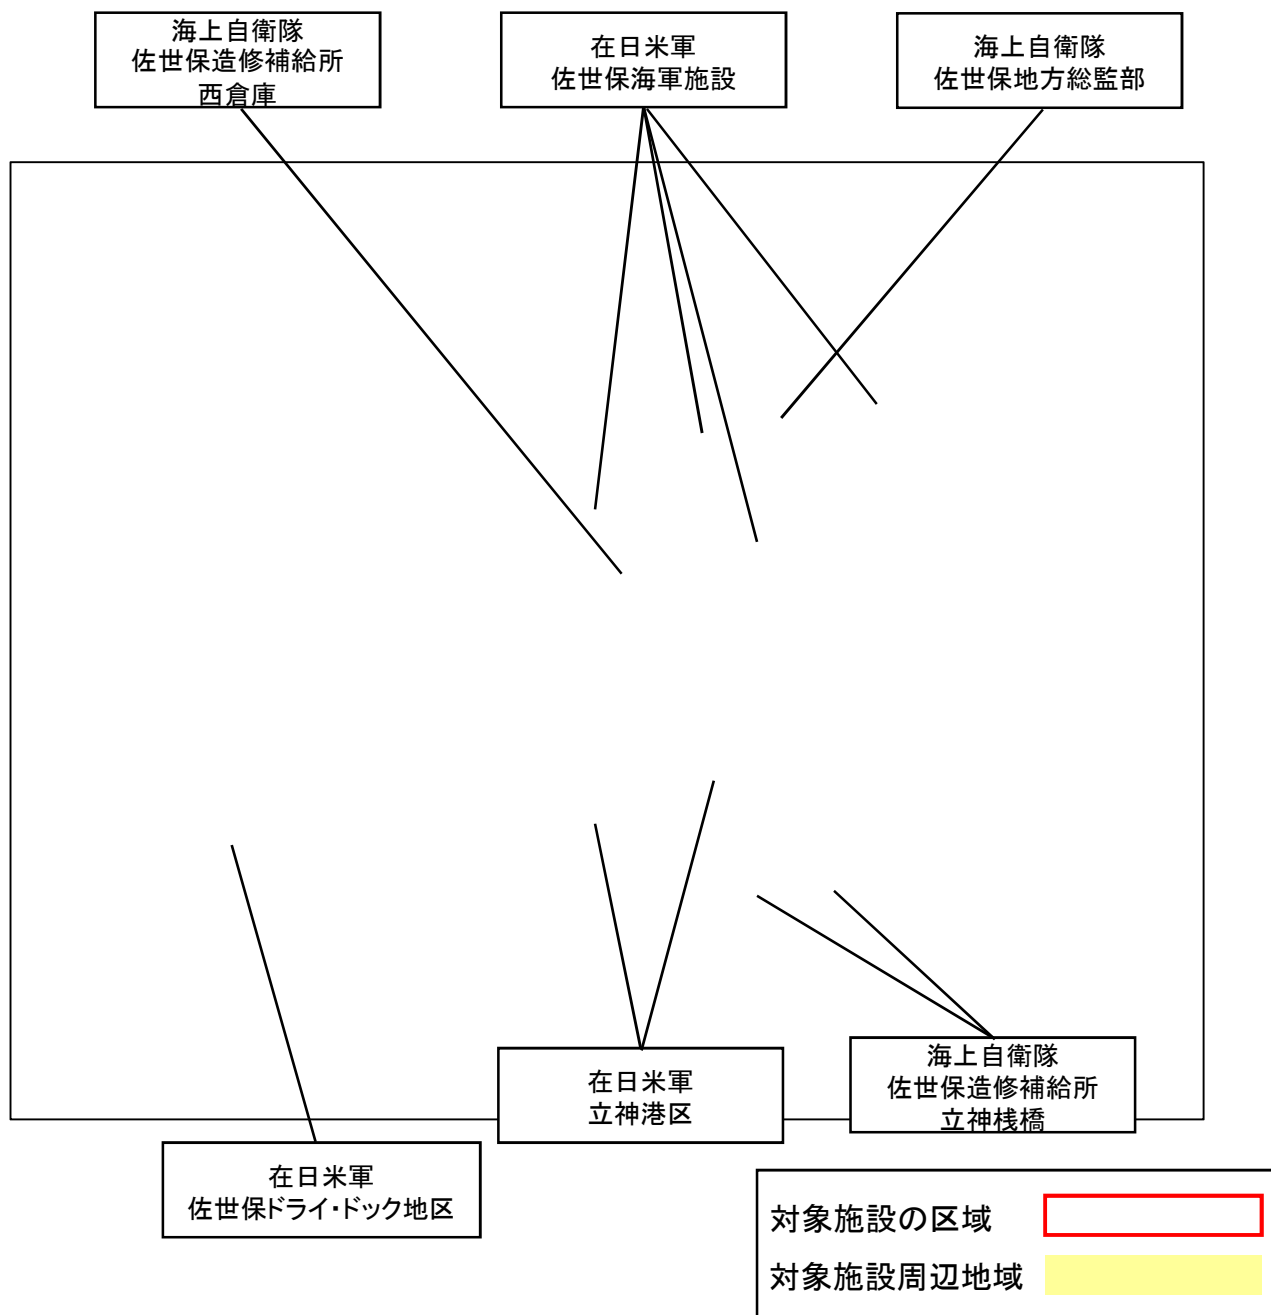 海上自衛隊
佐世保造修補給所
西倉庫
在日米軍
佐世保海軍施設
海上自衛隊
佐世保地方総監部
在日米軍
立神港区
海上自衛隊
佐世保造修補給所
立神桟橋
在日米軍
佐世保ドライ・ドック地区
対象施設の区域
対象施設周辺地域